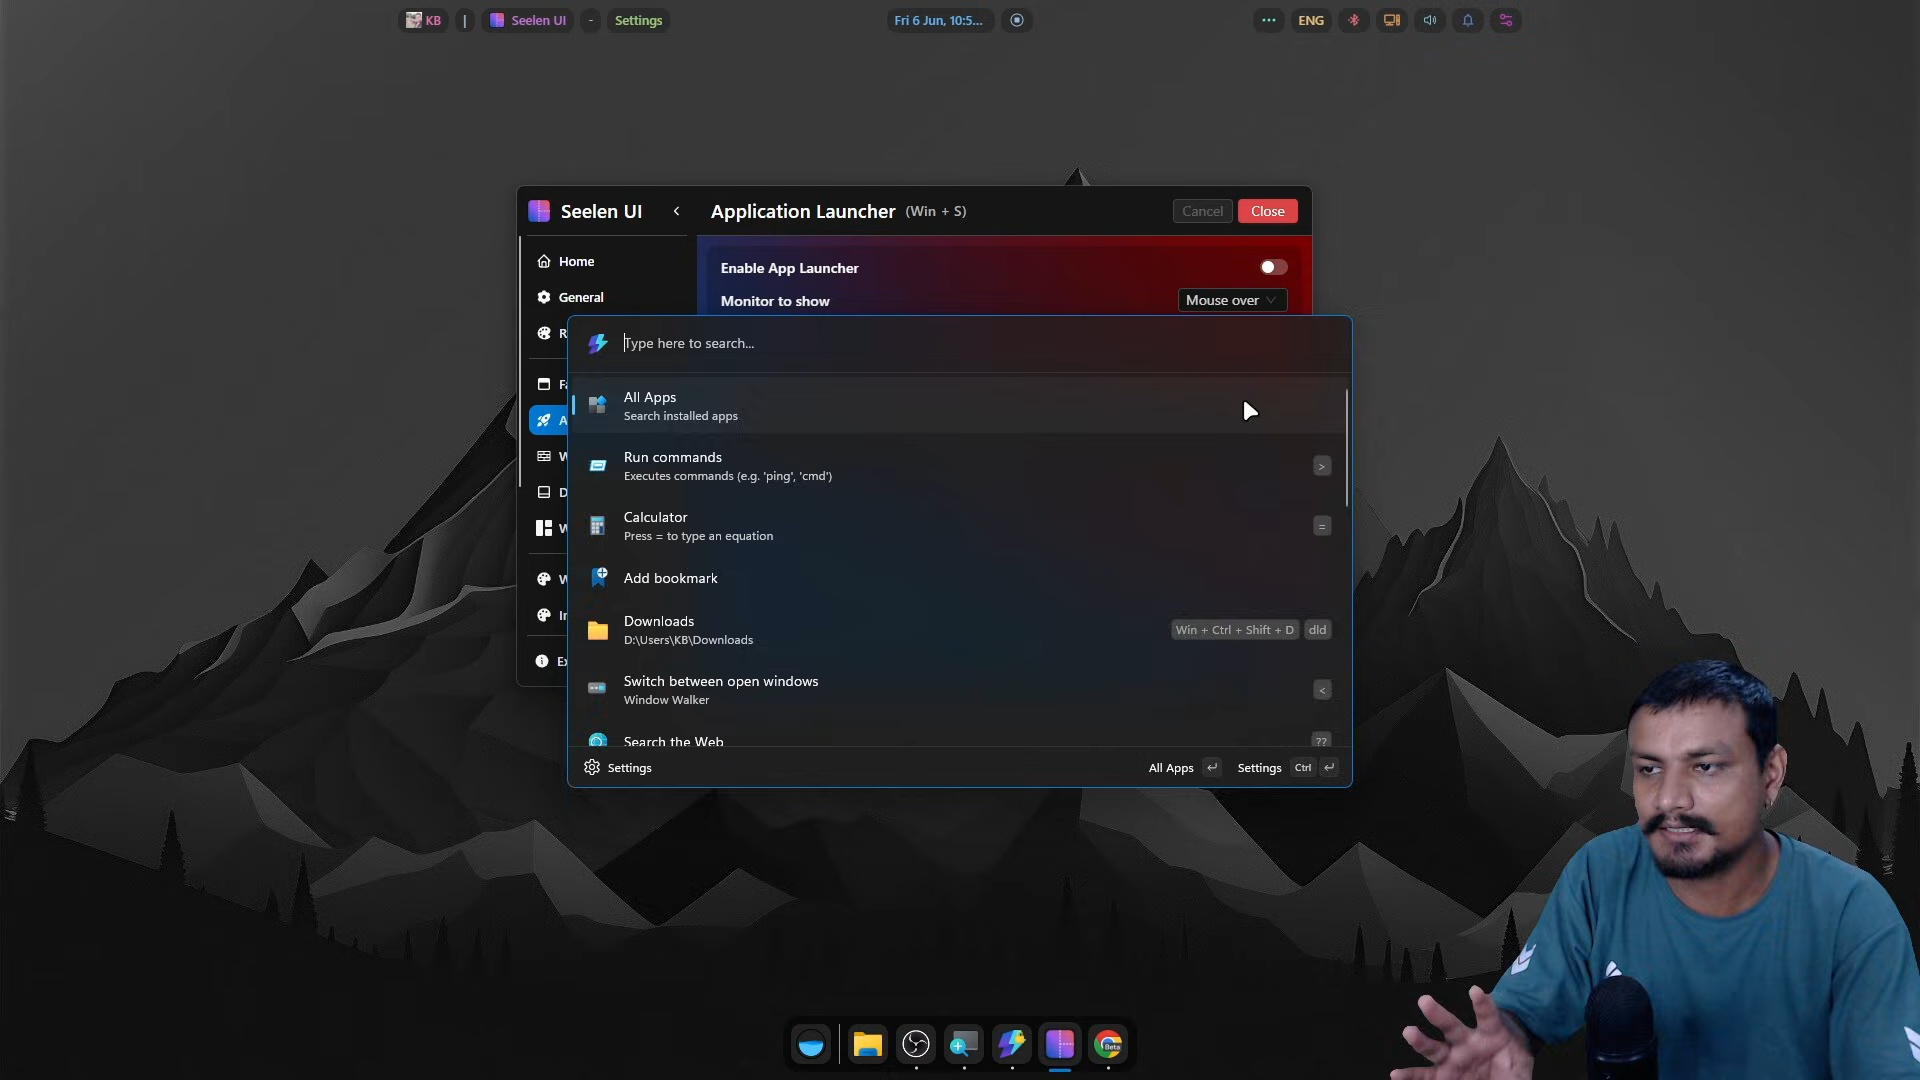 KB
|
Seelen UI
-
Settings
Fri 6 Jun, 10:5...
ENG
Seelen UI
Application Launcher (Win + S)
Cancel
Close
Home
General
Enable App Launcher
Monitor to show
Mouse over
Type here to search...
All Apps
Search installed apps
Run commands
Executes commands (e.g. 'ping', 'cmd')
>
Calculator
Press = to type an equation
=
Add bookmark
Downloads
D:\Users\KB\Downloads
Win + Ctrl + Shift + D
dld
Switch between open windows
Window Walker
<
Search the Web
??
Settings
All Apps
Settings
Ctrl
Beta